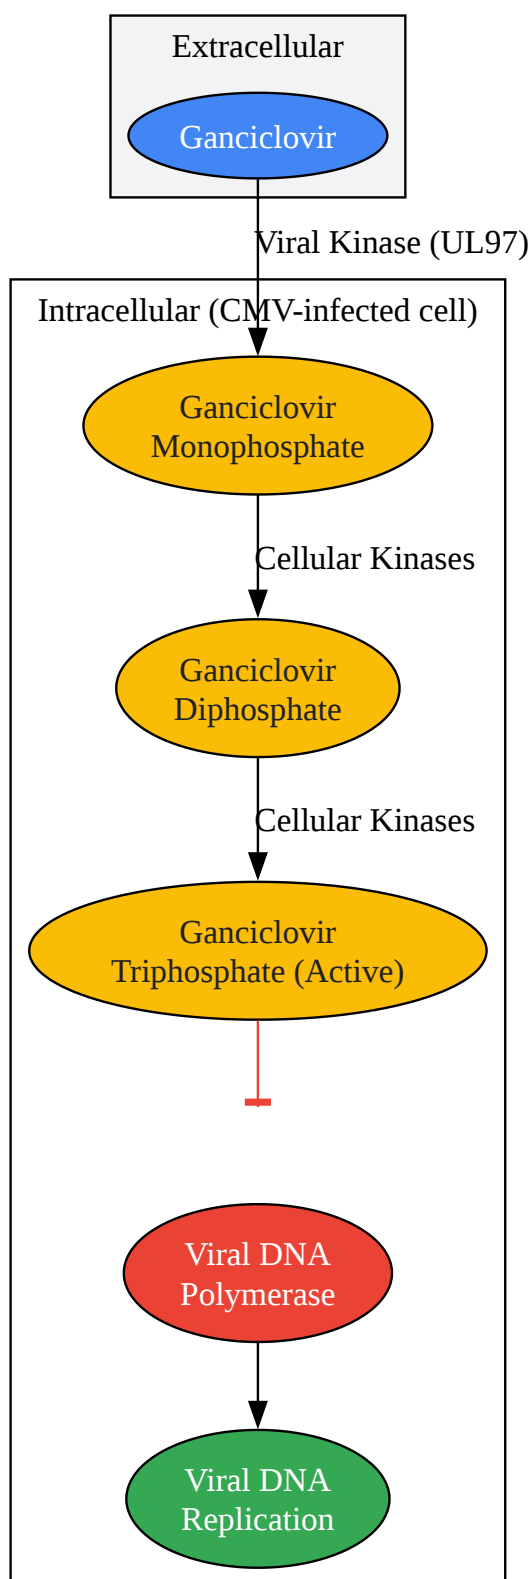 Extracellular
Ganciclovir
Viral Kinase (UL97)
Intracellular (CMV-infected cell)
Ganciclovir
Monophosphate
Cellular Kinases
Ganciclovir
Diphosphate
Cellular Kinases
Ganciclovir
Triphosphate (Active)
Viral DNA
Polymerase
Viral DNA
Replication